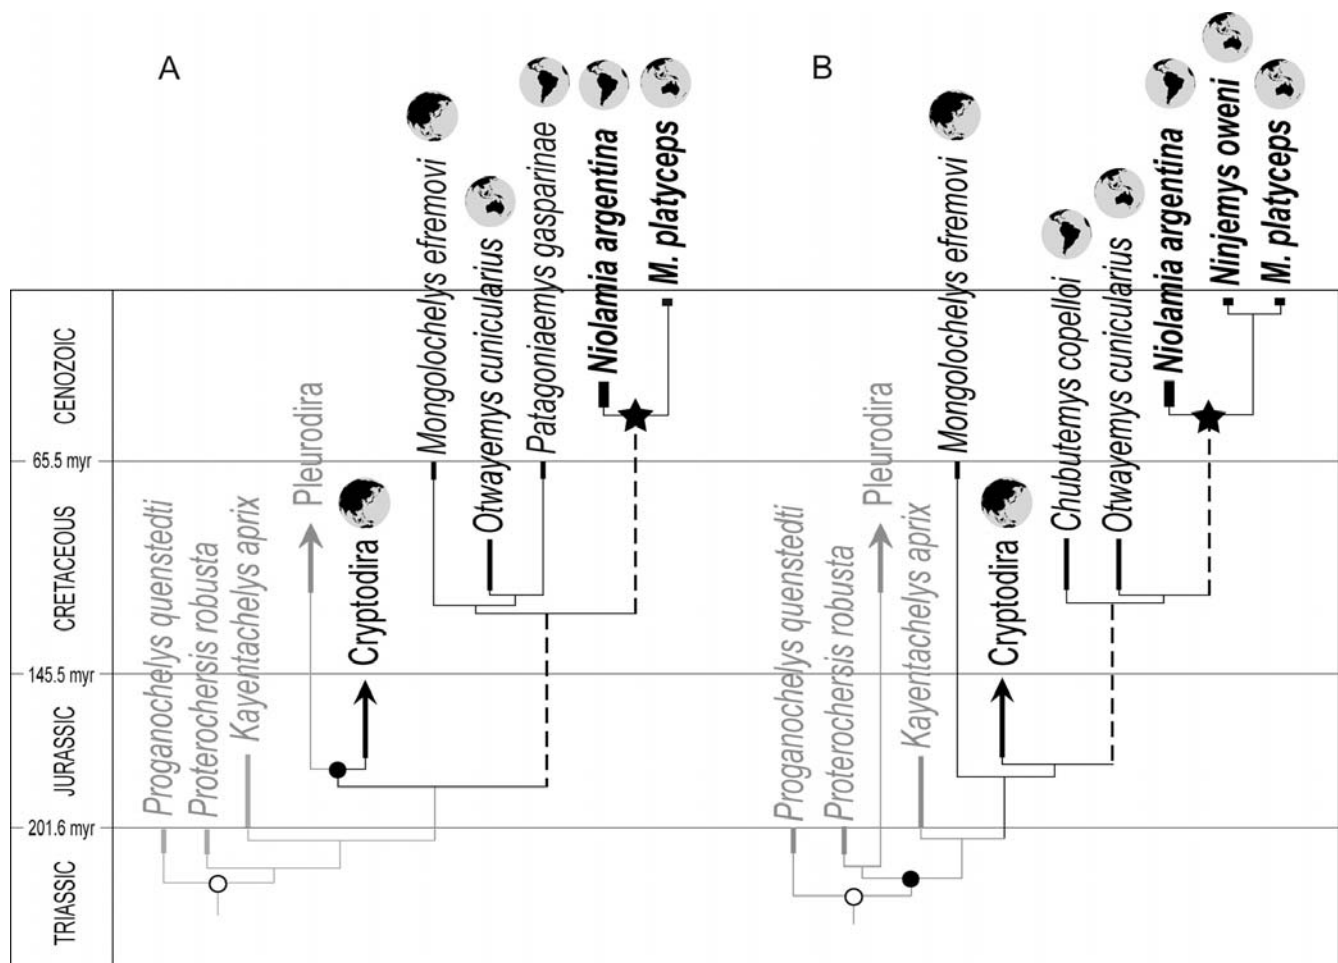 A
B
Mongolochelys efremovi
Otwayemys cunicularius
Patagoniaemys gasparinae
Niolamia argentina
M. platyceps
Mongolochelys efremovi
Chubutemys copelloi
Otwayemys cunicularius
Niolamia argentina
Ninjemys oweni
M. platyceps
CENOZOIC
Pleurodira
Pleurodira
65.5 myr
CRETACEOUS
Proganochelys quenstedti
Proterochersis robusta
Kayentachelys aprix
Cryptodira
Proganochelys quenstedti
Proterochersis robusta
Kayentachelys aprix
Cryptodira
145.5 myr
JURASSIC
201.6 myr
TRIASSIC